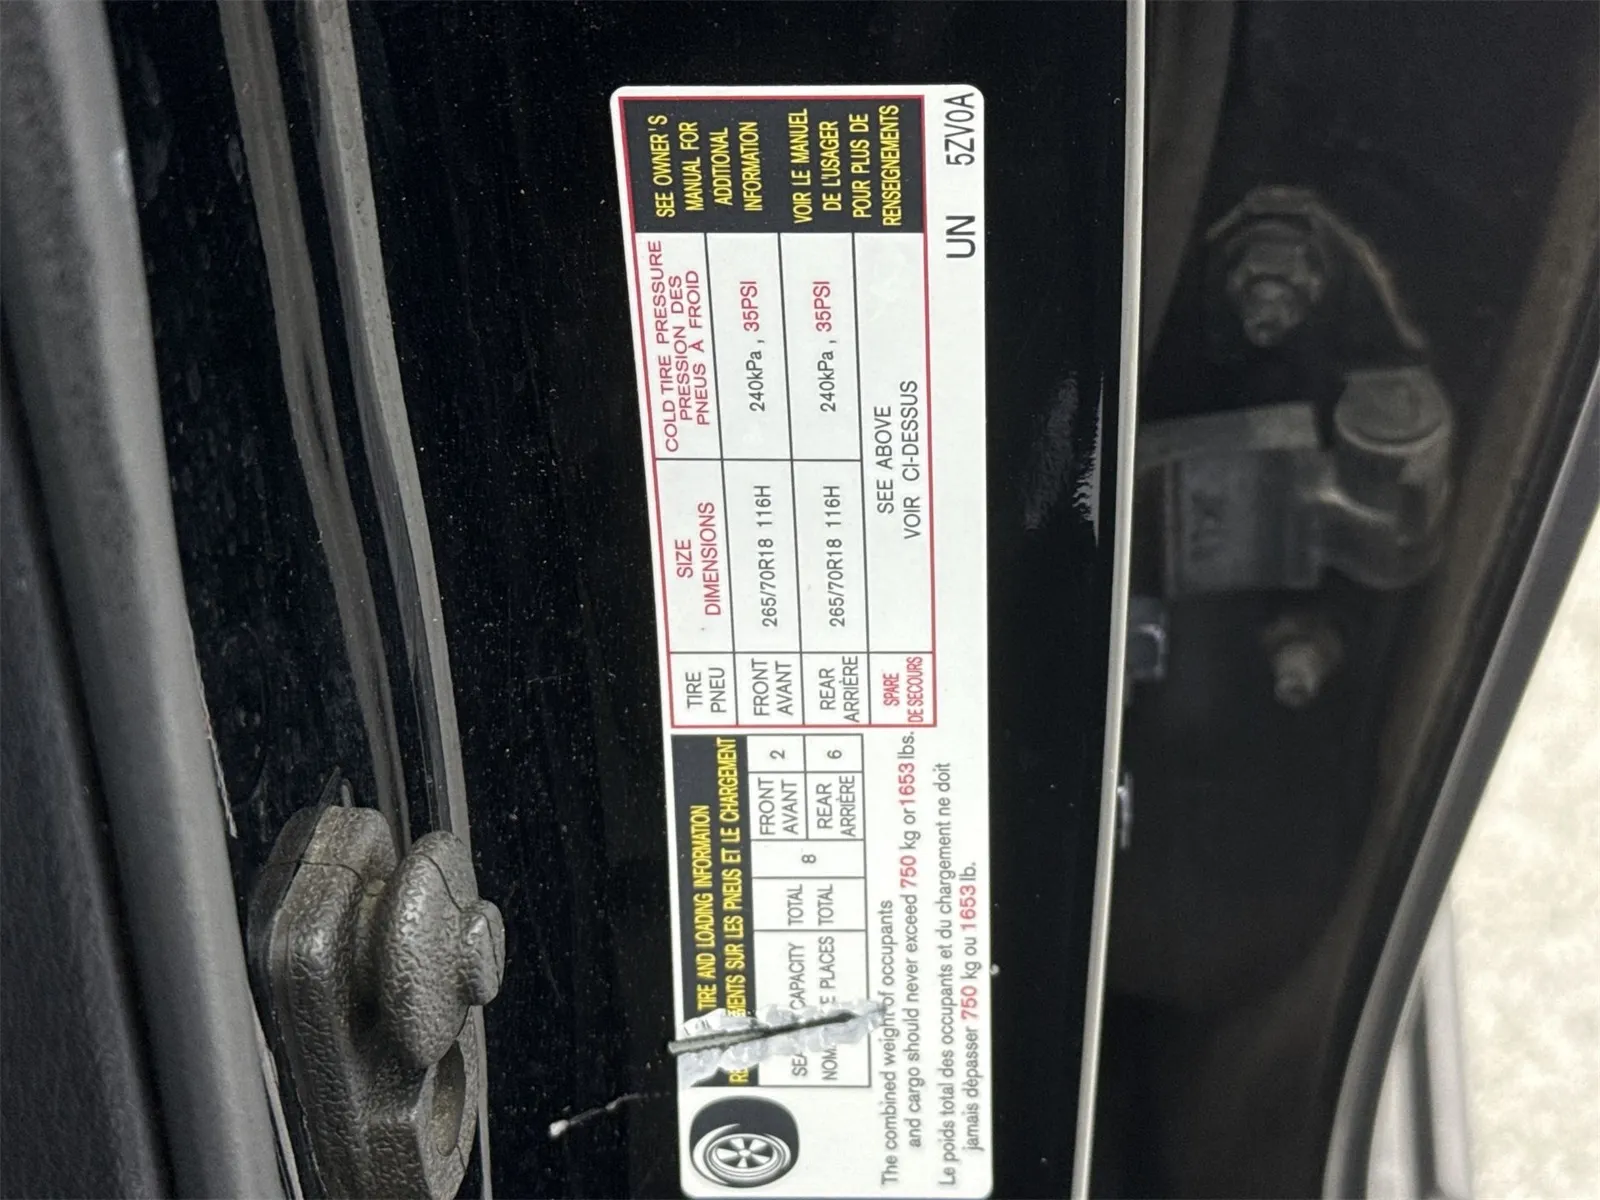 TIRE AND LOADING INFORMATION
SUR LES PNEUS ET LE CHARGEMENT
CAPACITY TOTAL 8 FRONT 2
PLACES TOTAL AVANT
REAR 6
ARRIÈRE
The combined weight of occupants
and cargo should never exceed 750 kg or 1653 lbs.
Le poids total des occupants et du chargement ne doit
jamais dépasser 750 kg ou 1653 lb.
TIRE
PNEU
SIZE
DIMENSIONS
COLD TIRE PRESSURE
PRESSION DES
PNEUS À FROID
FRONT
AVANT
265/70R18 116H
240kPa, 35PSI
REAR
ARRIÈRE
265/70R18 116H
240kPa, 35PSI
SPARE
DE SECOURS
SEE ABOVE
VOIR CI-DESSUS
SEE OWNER'S
MANUAL FOR
ADDITIONAL
INFORMATION
VOIR LE MANUEL
DE L'USAGER
POUR PLUS DE
RENSEIGNEMENTS
UN 5ZV0A